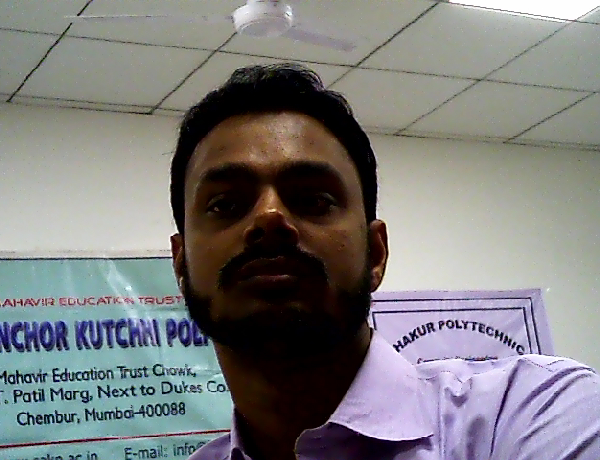 AHAVIR EDUCATION TRUST
NCHOR KUTCHHI POL
Mahavir Education Trust Chowk,
T. Patil Marg, Next to Dukes Co
Chembur, Mumbai-400088
E-mail: info@
HAKUR POLYTECHNIC